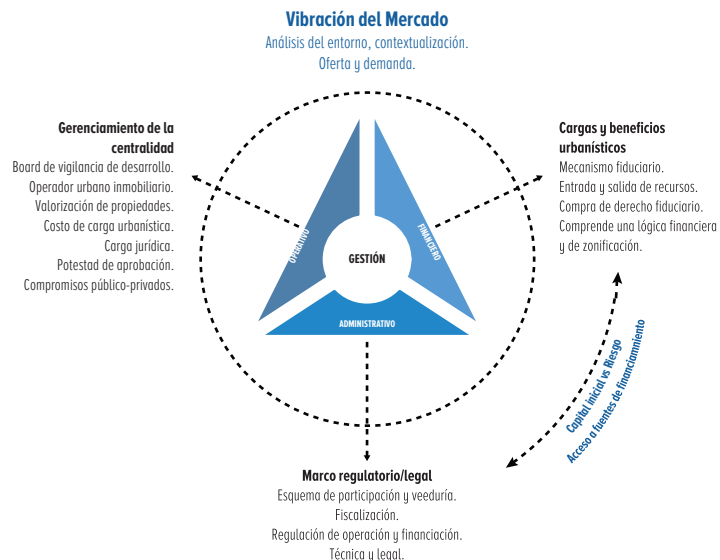 Vibración del Mercado
Análisis del entorno, contextualización.
Oferta y demanda.
Gerenciamiento de la
centralidad
Board de vigilancia de desarrollo.
Operador urbano inmobiliario.
Valorización de propiedades.
Costo de carga urbanística.
Carga jurídica.
Potestad de aprobación.
Compromisos público-privados.
Cargas y beneficios
urbanísticos
Mecanismo fiduciario.
Entrada y salida de recursos.
Compra de derecho fiduciario.
Comprende una lógica financiera
y de zonificación.
OPERATIVO
FINANCIERO
GESTIÓN
ADMINISTRATIVO
Capital inicial vs Riesgo
Acceso a fuentes de financiamniento
Marco regulatorio/legal
Esquema de participación y veeduría.
Fiscalización.
Regulación de operación y financiación.
Técnica y legal.